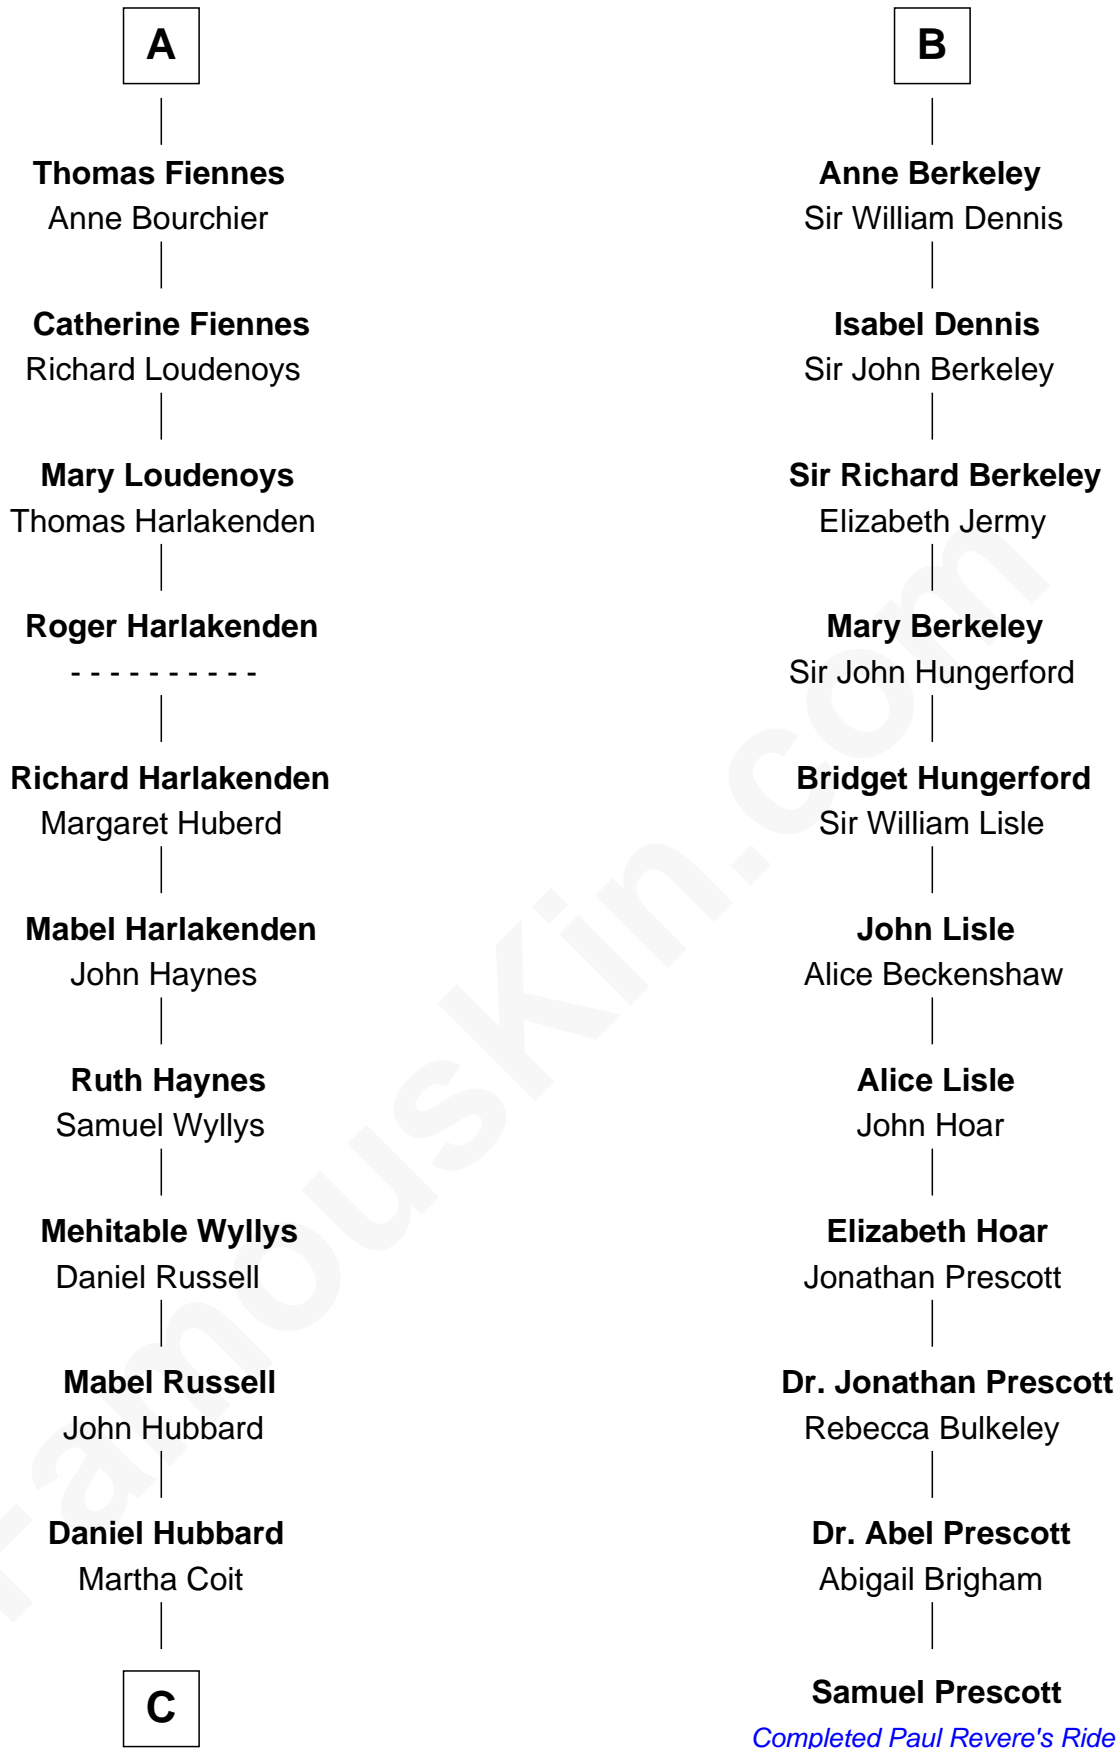 A
Thomas Fiennes
Anne Bourchier
Catherine Fiennes
Richard Loudenoys
Mary Loudenoys
Thomas Harlakenden
Roger Harlakenden
- - - - - - - - - -
Richard Harlakenden
Margaret Huberd
Mabel Harlakenden
John Haynes
Ruth Haynes
Samuel Wyllys
Mehitable Wyllys
Daniel Russell
Mabel Russell
John Hubbard
Daniel Hubbard
Martha Coit
C
B
Anne Berkeley
Sir William Dennis
Isabel Dennis
Sir John Berkeley
Sir Richard Berkeley
Elizabeth Jermy
Mary Berkeley
Sir John Hungerford
Bridget Hungerford
Sir William Lisle
John Lisle
Alice Beckenshaw
Alice Lisle
John Hoar
Elizabeth Hoar
Jonathan Prescott
Dr. Jonathan Prescott
Rebecca Bulkeley
Dr. Abel Prescott
Abigail Brigham
Samuel Prescott
Completed Paul Revere's Ride
FamousKin.com